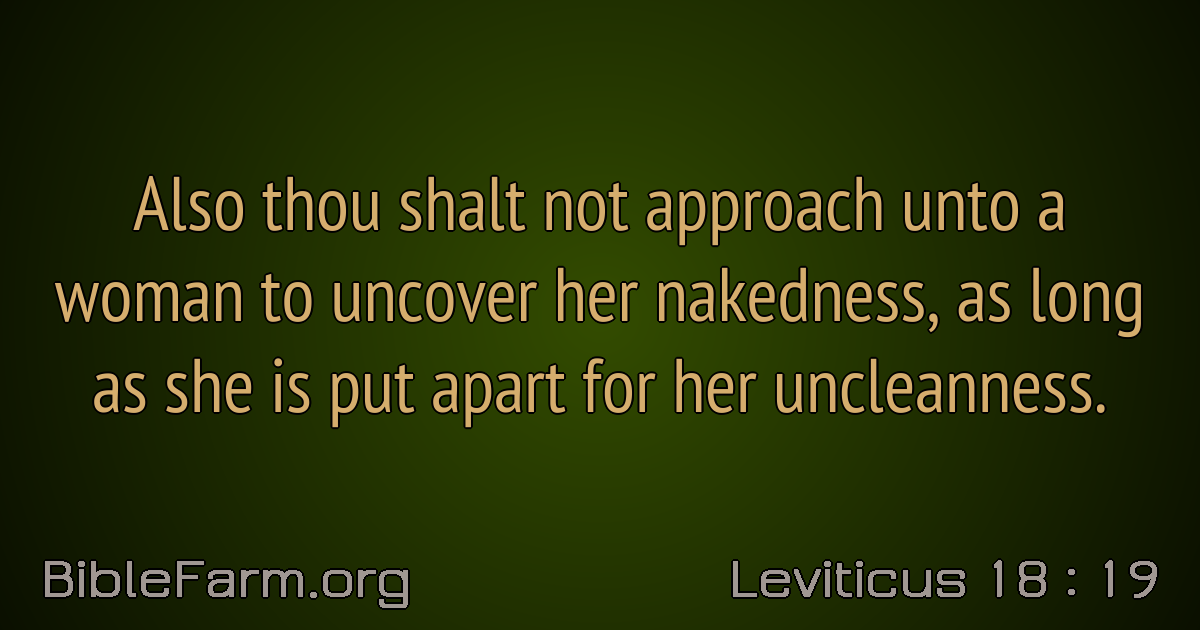 Also thou shalt not approach unto a
woman to uncover her nakedness, as long
as she is put apart for her uncleanness.
BibleFarm.org
Leviticus 18 : 19